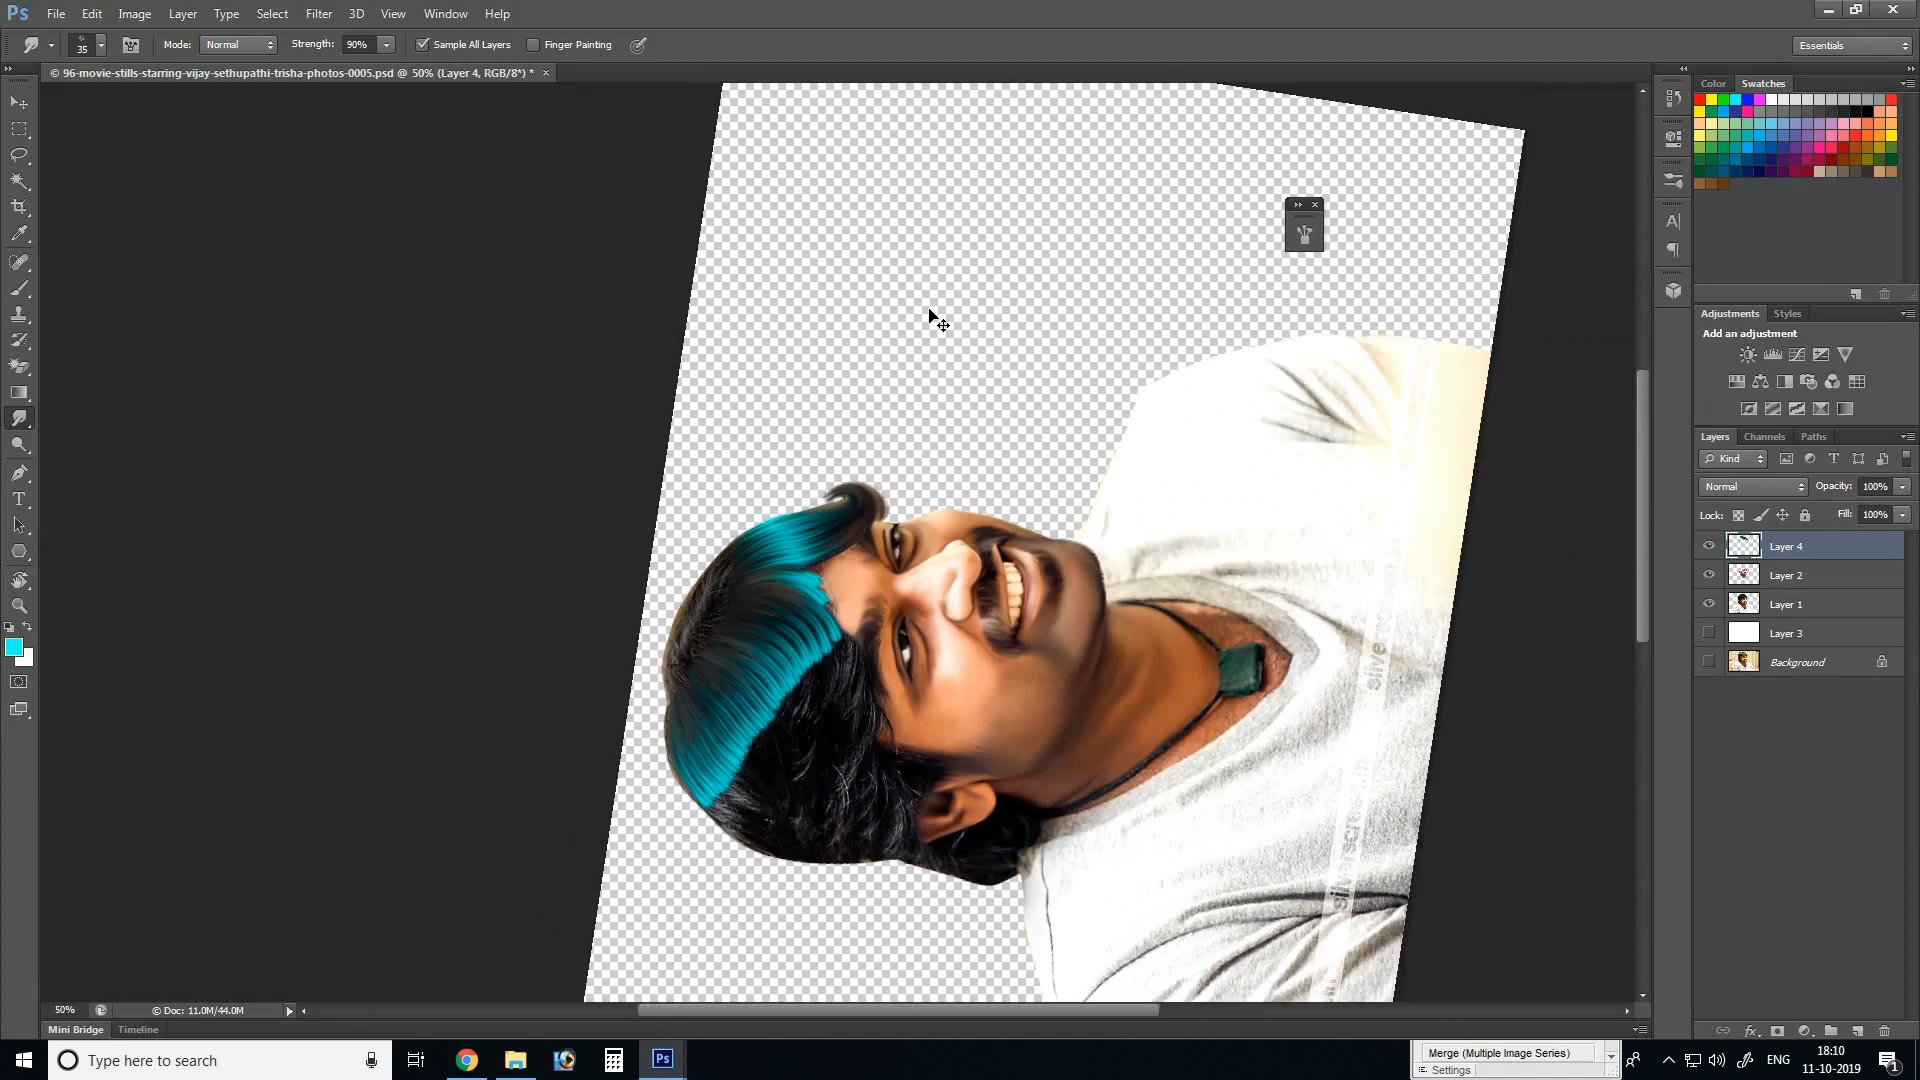 Ps File Edit Image Layer Type Select Filter 3D View Window Help
35 Mode: Normal Strength: 90% Sample All Layers Finger Painting Essentials
© 96-movie-stills-starring-vijay-sethupathi-trisha-photos-0005.psd @ 50% (Layer 4, RGB/8*) *
Color Swatches
Adjustments Styles
Add an adjustment
Layers Channels Paths
Kind
Normal Opacity: 100%
Lock: Fill: 100%
Layer 4
Layer 2
Layer 1
Layer 3
Background
50% © Doc: 11.0M/44.0M
Mini Bridge Timeline
Type here to search
Ps
Merge (Multiple Image Series)
Settings
ENG
18:10
11-10-2019
1